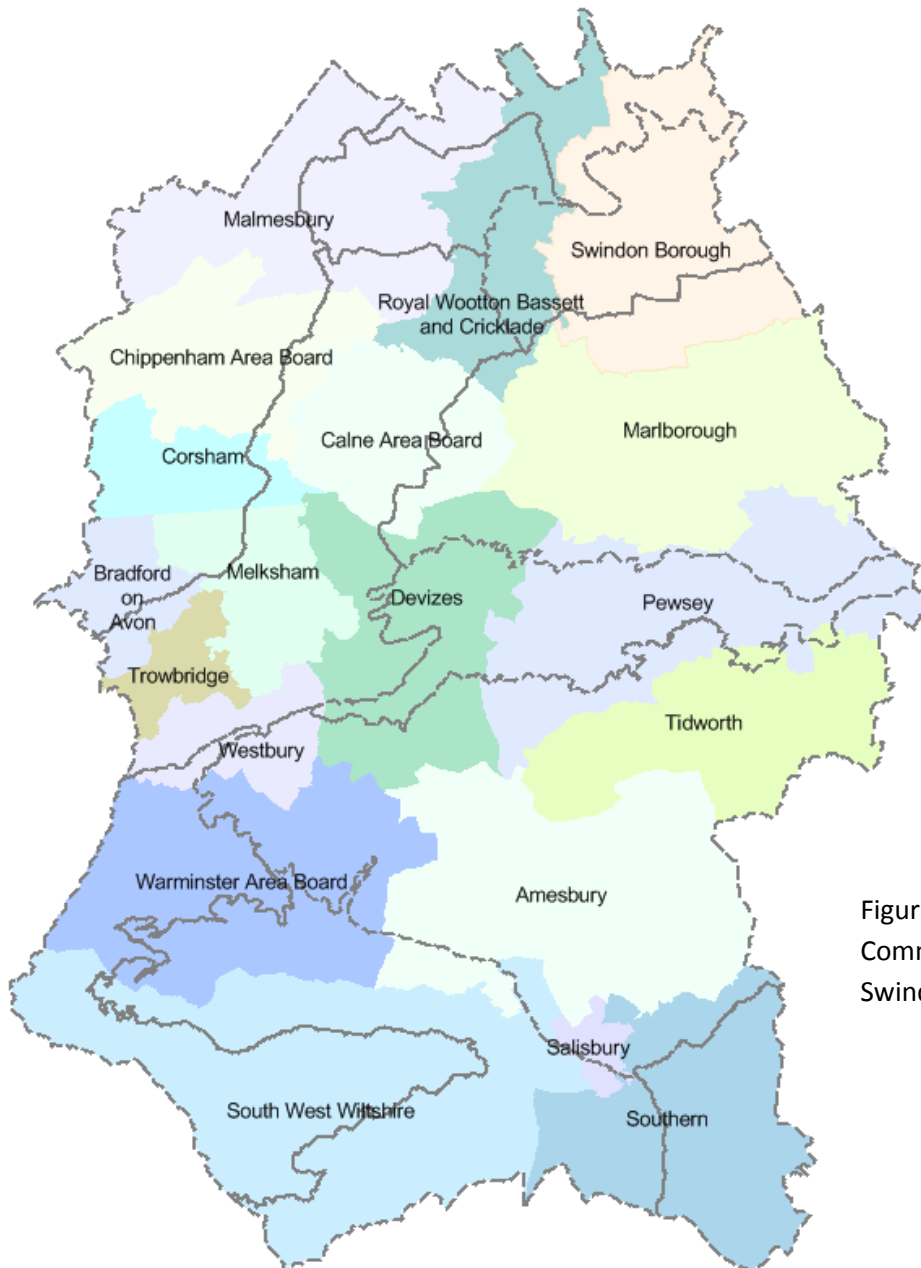 Malmesbury
Swindon Borough
Royal Wootton Bassett
and Cricklade
Chippenham Area Board
Marlborough
Calne Area Board
Corsham
Bradford
on
Avon
Melksham
Devizes
Pewsey
Trowbridge
Tidworth
Westbury
Warminster Area Board
Amesbury
Figur
Comm
Swind
Salisbury
South West Wiltshire
Southern